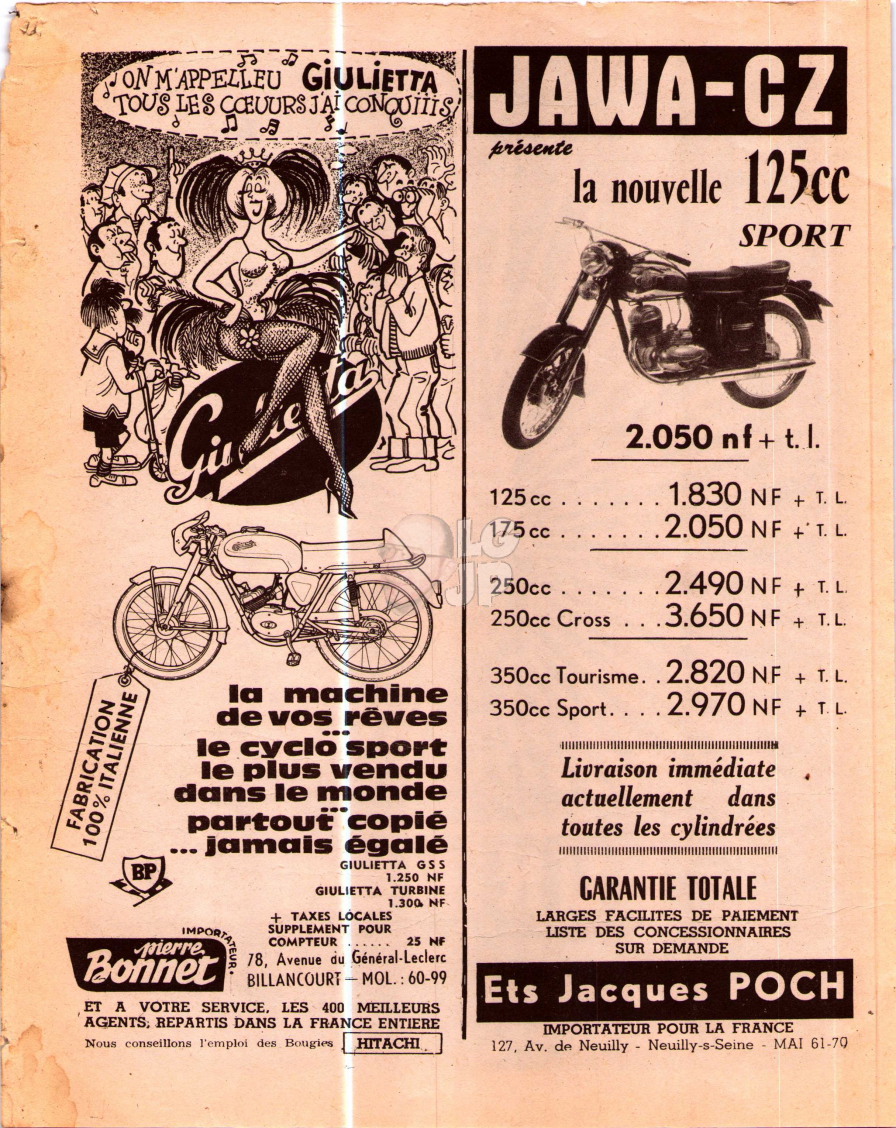 ON M'APPELLEU GIULIETTA
TOUS LES CŒUURS J'AI CONQUIIIS
Giulietta
la machine
de vos rêves
...
le cyclo sport
le plus vendu
dans le monde
...
partout copié
... jamais égalé
FABRICATION
100% ITALIENNE
BP
GIULIETTA GSS
1.250 NF
GIULIETTA TURBINE
1.300 NF
+ TAXES LOCALES
SUPPLEMENT POUR
COMPTEUR ...... 25 NF
IMPORTATEUR
pierre
Bonnet
78, Avenue du Général-Leclerc
BILLANCOURT — MOL. : 60-99
ET A VOTRE SERVICE, LES 400 MEILLEURS
AGENTS, REPARTIS DANS LA FRANCE ENTIERE
Nous conseillons l'emploi des Bougies HITACHI
JAWA-CZ
présente
la nouvelle 125cc
SPORT
2.050 nf + t.l.
125cc ....... 1.830 NF + T.L.
175cc ....... 2.050 NF + T.L.
250cc ....... 2.490 NF + T.L.
250cc Cross ... 3.650 NF + T.L.
350cc Tourisme.. 2.820 NF + T.L.
350cc Sport.... 2.970 NF + T.L.
Livraison immédiate
actuellement dans
toutes les cylindrées
GARANTIE TOTALE
LARGES FACILITES DE PAIEMENT
LISTE DES CONCESSIONNAIRES
SUR DEMANDE
Ets Jacques POCH
IMPORTATEUR POUR LA FRANCE
127, Av. de Neuilly - Neuilly-s-Seine - MAI 61-70